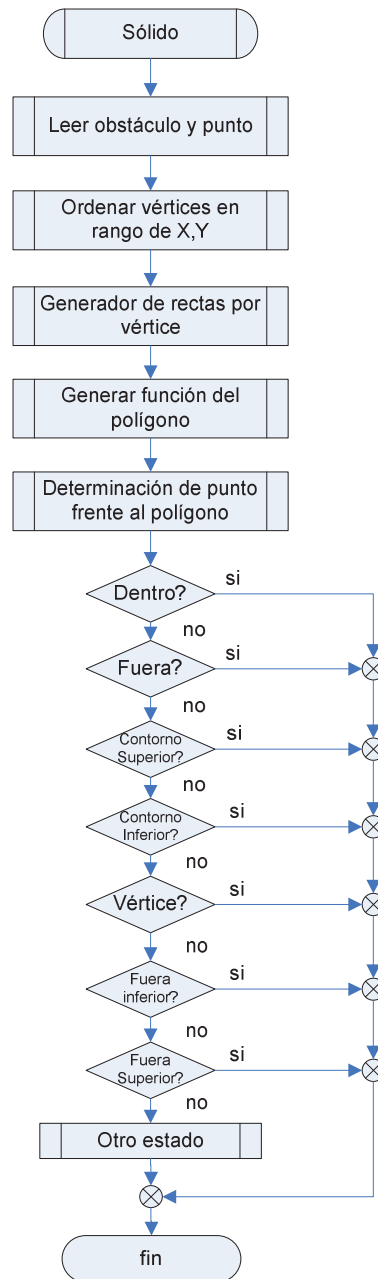 Sólido
Leer obstáculo y punto
Ordenar vértices en
rango de X,Y
Generador de rectas por
vértice
Generar función del
polígono
Determinación de punto
frente al polígono
Dentro?
si
no
Fuera?
si
no
Contorno
Superior?
si
no
Contorno
Inferior?
si
no
Vértice?
si
no
Fuera
inferior?
si
no
Fuera
Superior?
si
no
Otro estado
fin